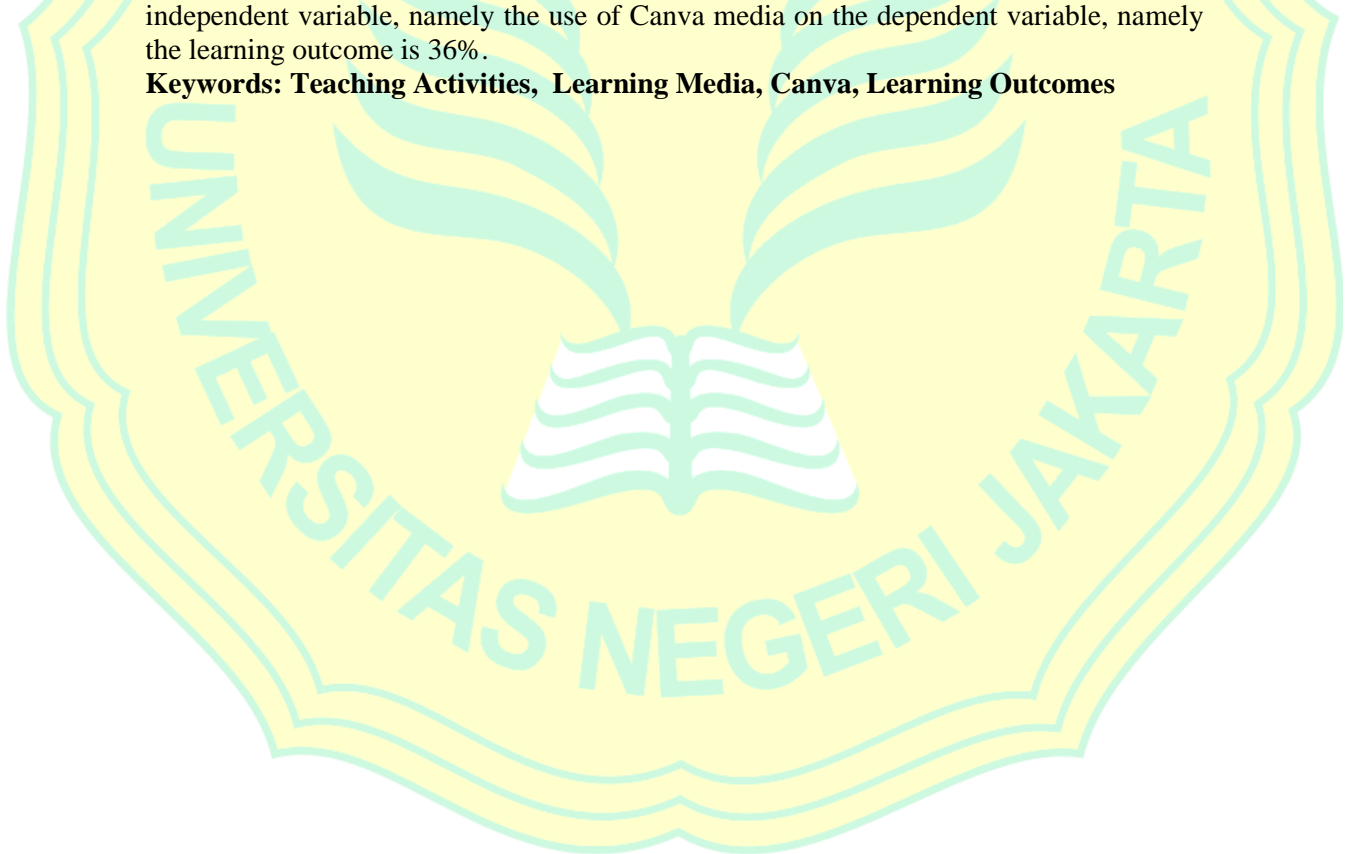 independent variable, namely the use of Canva media on the dependent variable, namely
the learning outcome is 36%.
Keywords: Teaching Activities, Learning Media, Canva, Learning Outcomes
UNIVERSITAS NEGERI JAKARTA